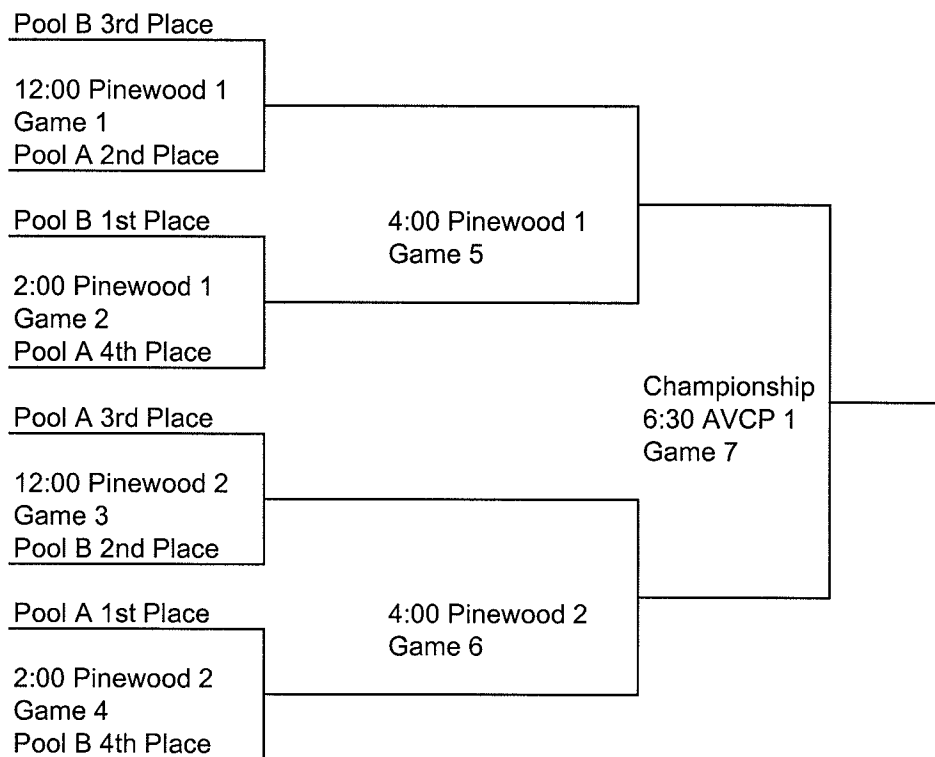 Pool B 3rd Place
12:00 Pinewood 1
Game 1
Pool A 2nd Place
Pool B 1st Place
2:00 Pinewood 1
Game 2
Pool A 4th Place
4:00 Pinewood 1
Game 5
Pool A 3rd Place
12:00 Pinewood 2
Game 3
Pool B 2nd Place
Pool A 1st Place
2:00 Pinewood 2
Game 4
Pool B 4th Place
4:00 Pinewood 2
Game 6
Championship
6:30 AVCP 1
Game 7